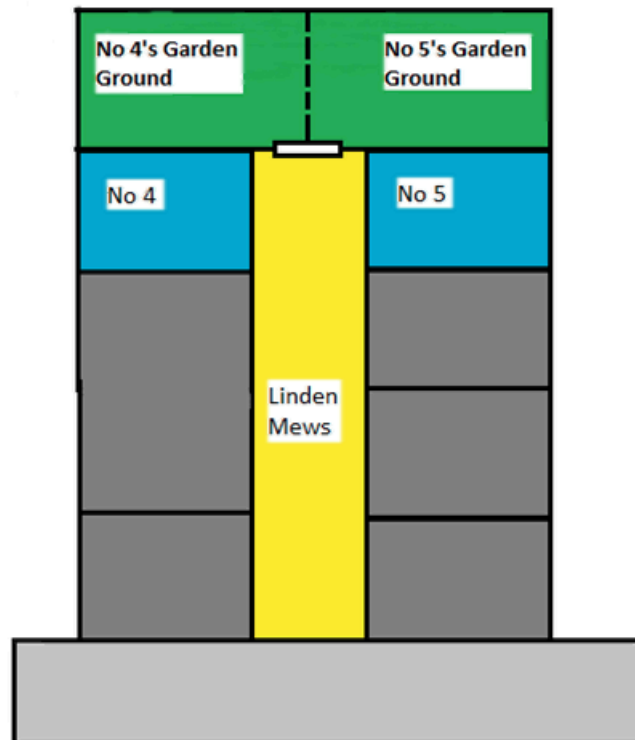 No 4's Garden
Ground
No 5's Garden
Ground
No 4
No 5
Linden
Mews